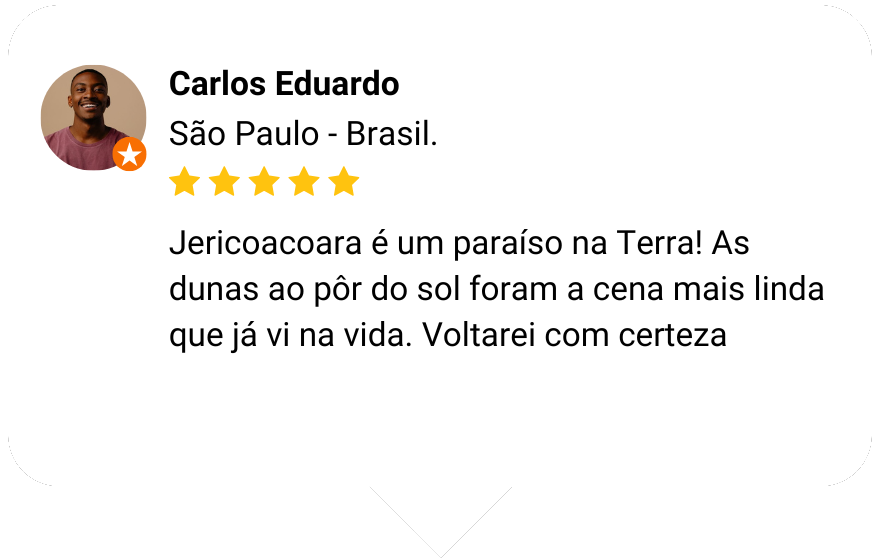 Carlos Eduardo
São Paulo - Brasil.
Jericoacoara é um paraíso na Terra! As
dunas ao pôr do sol foram a cena mais linda
que já vi na vida. Voltarei com certeza